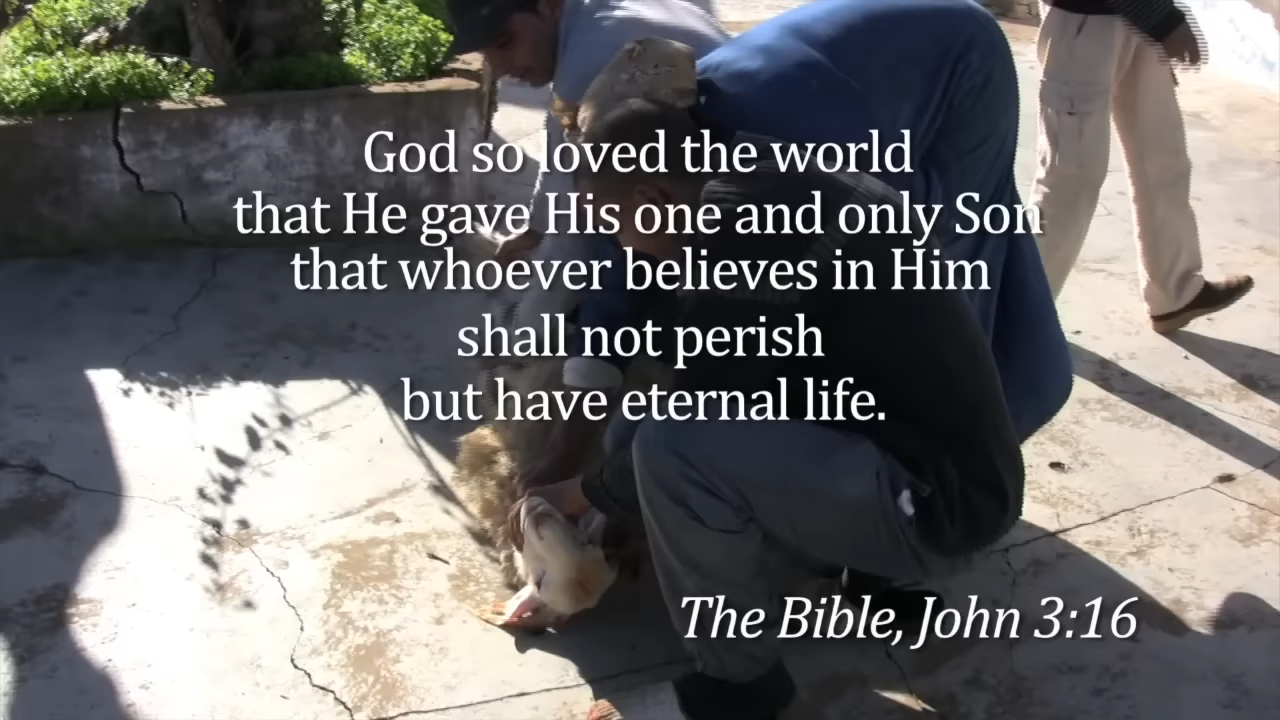 God so loved the world
that He gave His one and only Son
that whoever believes in Him
shall not perish
but have eternal life.
The Bible, John 3:16